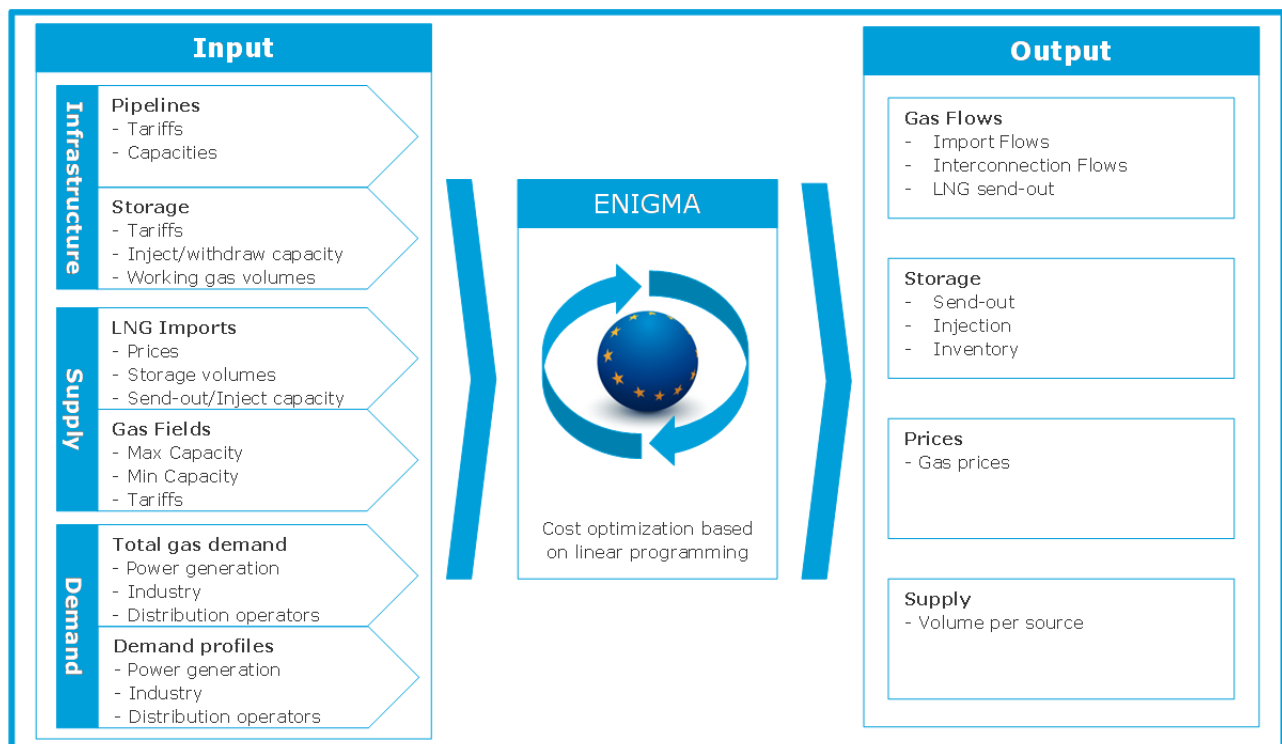 Input
Infrastructure
Pipelines
- Tariffs
- Capacities
Storage
- Tariffs
- Inject/withdraw capacity
- Working gas volumes
Supply
LNG Imports
- Prices
- Storage volumes
- Send-out/Inject capacity
Gas Fields
- Max Capacity
- Min Capacity
- Tariffs
Demand
Total gas demand
- Power generation
- Industry
- Distribution operators
Demand profiles
- Power generation
- Industry
- Distribution operators
ENIGMA
Cost optimization based
on linear programming
Output
Gas Flows
- Import Flows
- Interconnection Flows
- LNG send-out
Storage
- Send-out
- Injection
- Inventory
Prices
- Gas prices
Supply
- Volume per source